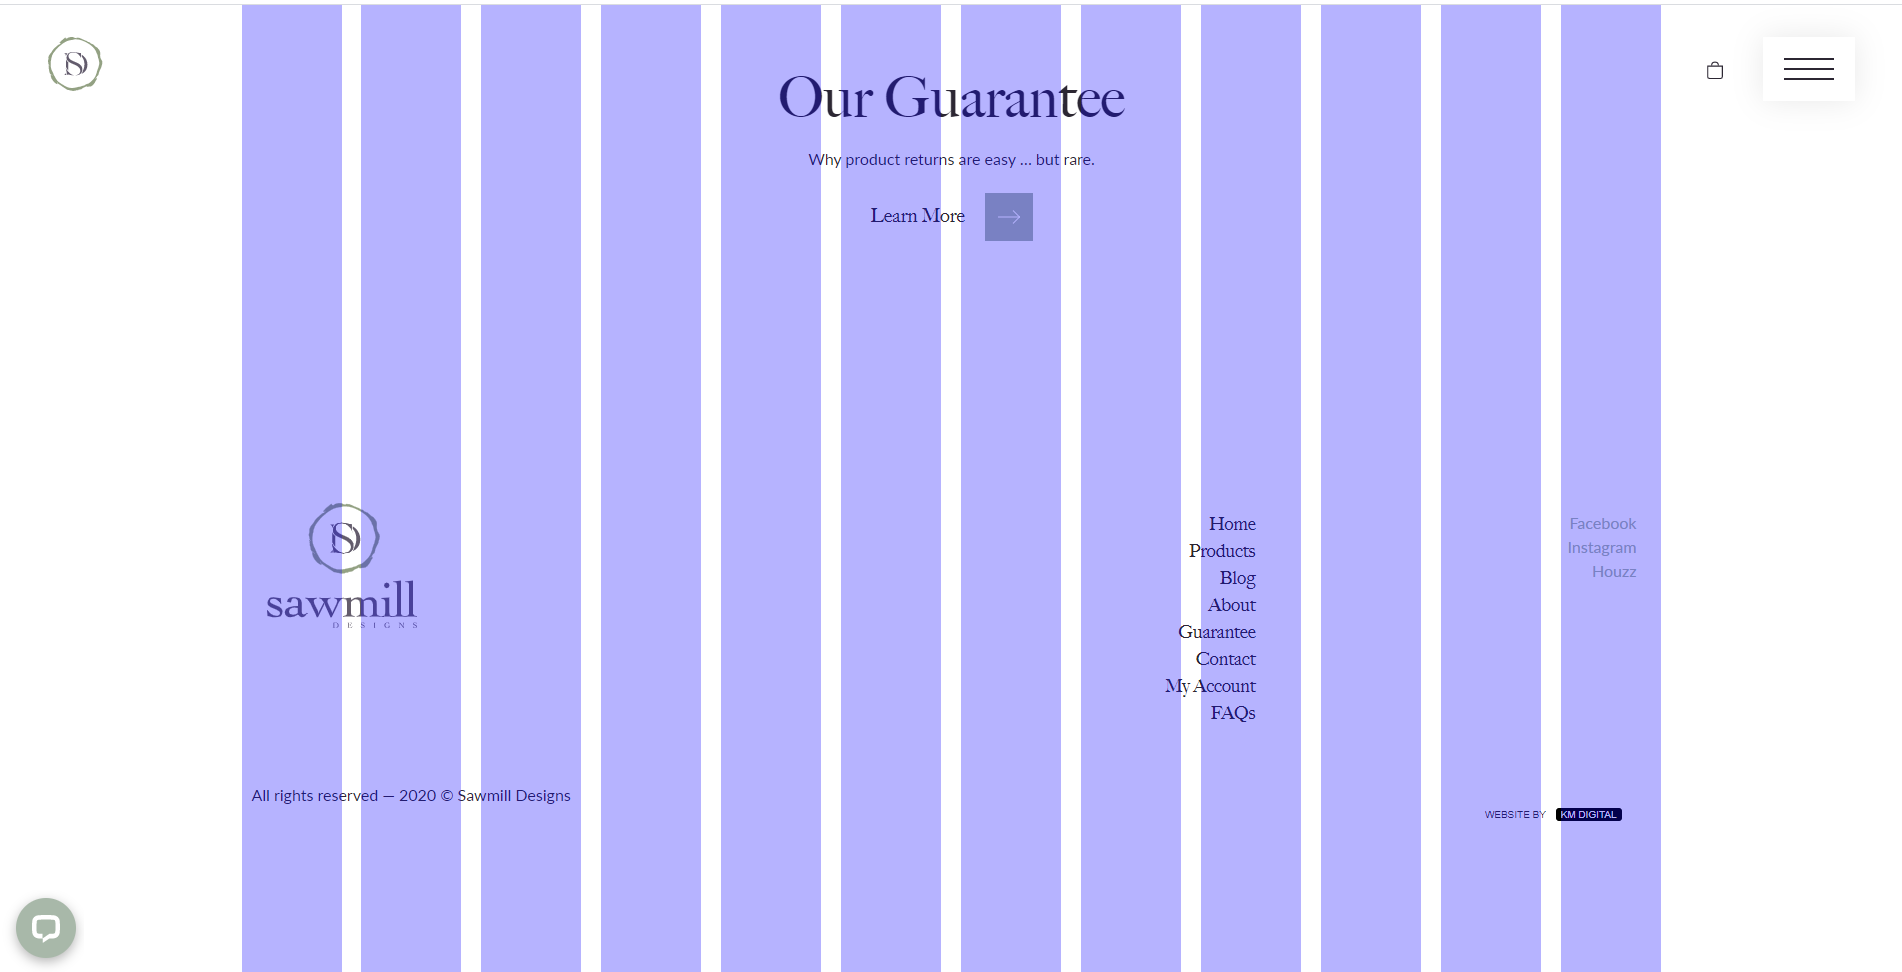 Our Guarantee
Why product returns are easy ... but rare.
Learn More
sawmill
DESIGNS
Home
Products
Blog
About
Guarantee
Contact
My Account
FAQs
Facebook
Instagram
Houzz
All rights reserved — 2020 © Sawmill Designs
WEBSITE BY KM DIGITAL